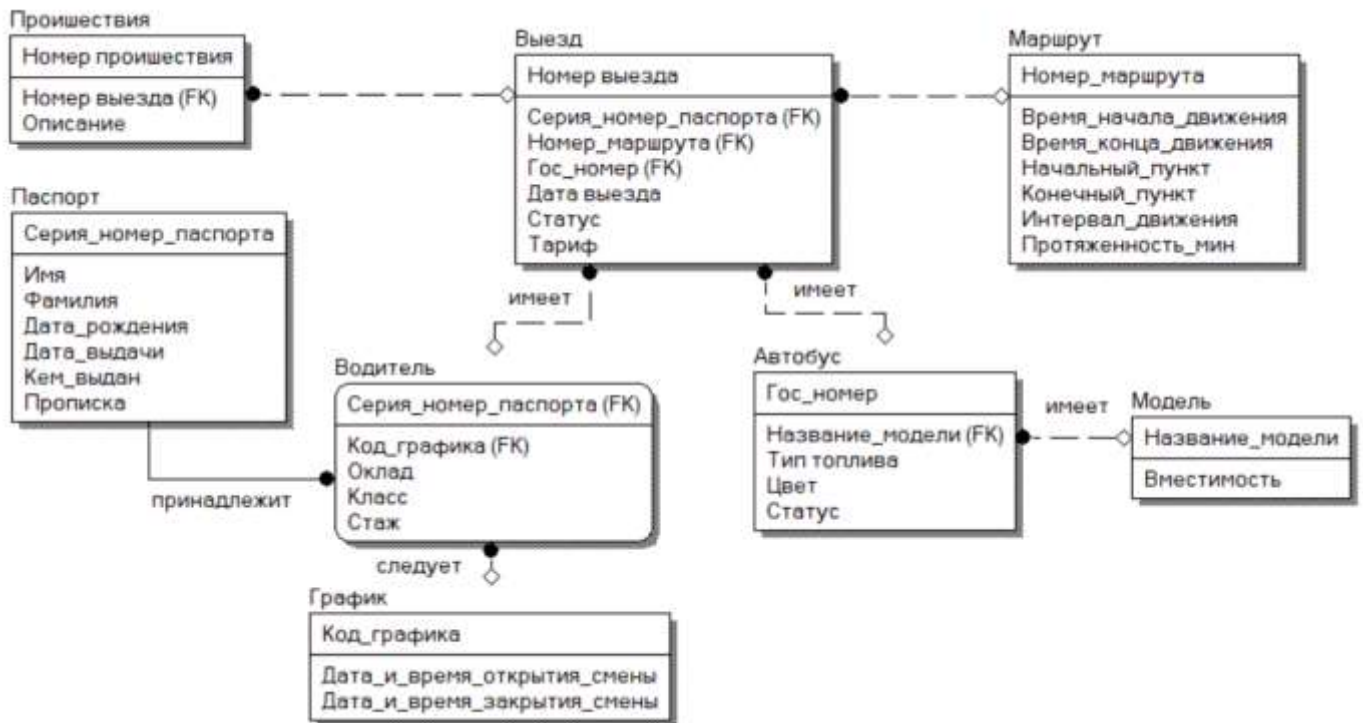 Проишествия
Номер проишествия
Номер выезда (FK)
Описание
Выезд
Номер выезда
Серия_номер_паспорта (FK)
Номер_маршрута (FK)
Гос_номер (FK)
Дата выезда
Статус
Тариф
Маршрут
Номер_маршрута
Время_начала_движения
Время_конца_движения
Начальный_пункт
Конечный_пункт
Интервал_движения
Протяженность_мин
Паспорт
Серия_номер_паспорта
Имя
Фамилия
Дата_рождения
Дата_выдачи
Кем_выдан
Прописка
имеет
имеет
принадлежит
Водитель
Серия_номер_паспорта (FK)
Код_графика (FK)
Оклад
Класс
Стаж
Автобус
Гос_номер
Название_модели (FK)
Тип топлива
Цвет
Статус
имеет
Модель
Название_модели
Вместимость
следует
График
Код_графика
Дата_и_время_открытия_смены
Дата_и_время_закрытия_смены